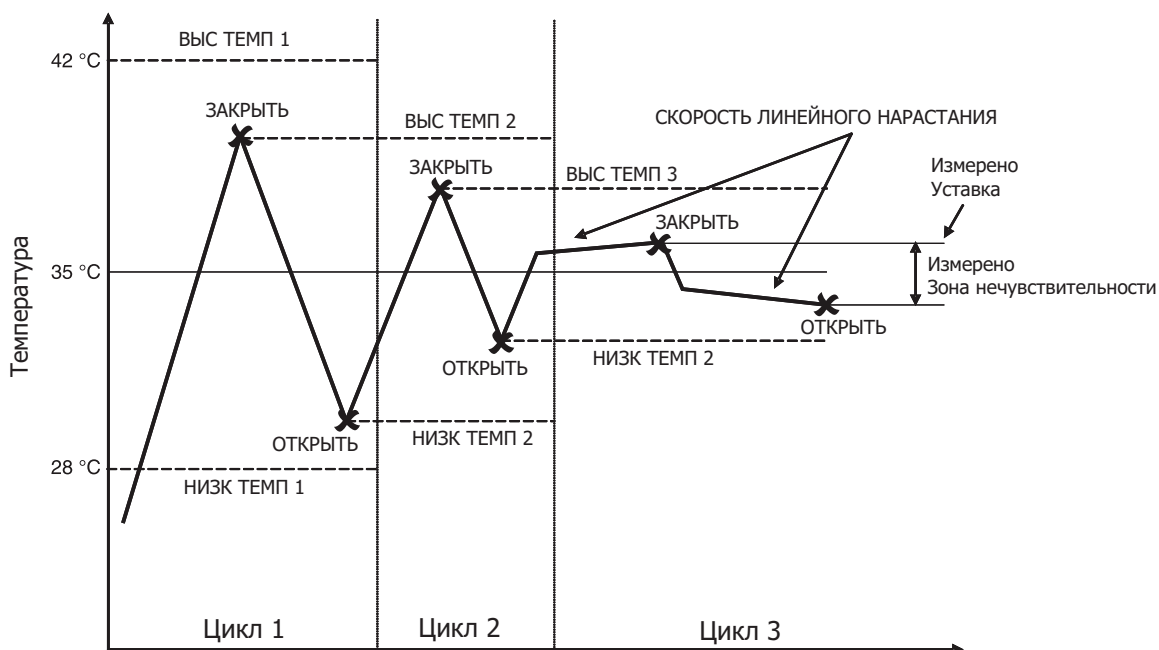 42 °C
ВЫС ТЕМП 1
ЗАКРЫТЬ
ВЫС ТЕМП 2
СКОРОСТЬ ЛИНЕЙНОГО НАРАСТАНИЯ
ЗАКРЫТЬ
ВЫС ТЕМП 3
Измерено
Уставка
ЗАКРЫТЬ
Температура
35 °C
Измерено
Зона нечувствительности
ОТКРЫТЬ
ОТКРЫТЬ
НИЗК ТЕМП 2
ОТКРЫТЬ
НИЗК ТЕМП 2
28 °C
НИЗК ТЕМП 1
Цикл 1
Цикл 2
Цикл 3